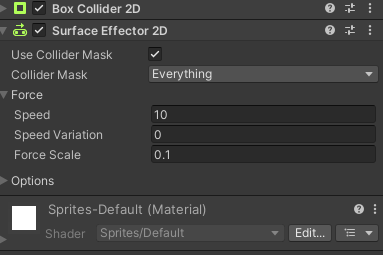 Box Collider 2D
Surface Effector 2D
Use Collider Mask
Collider Mask Everything
Force
Speed 10
Speed Variation 0
Force Scale 0.1
Options
Sprites-Default (Material)
Shader Sprites/Default Edit...